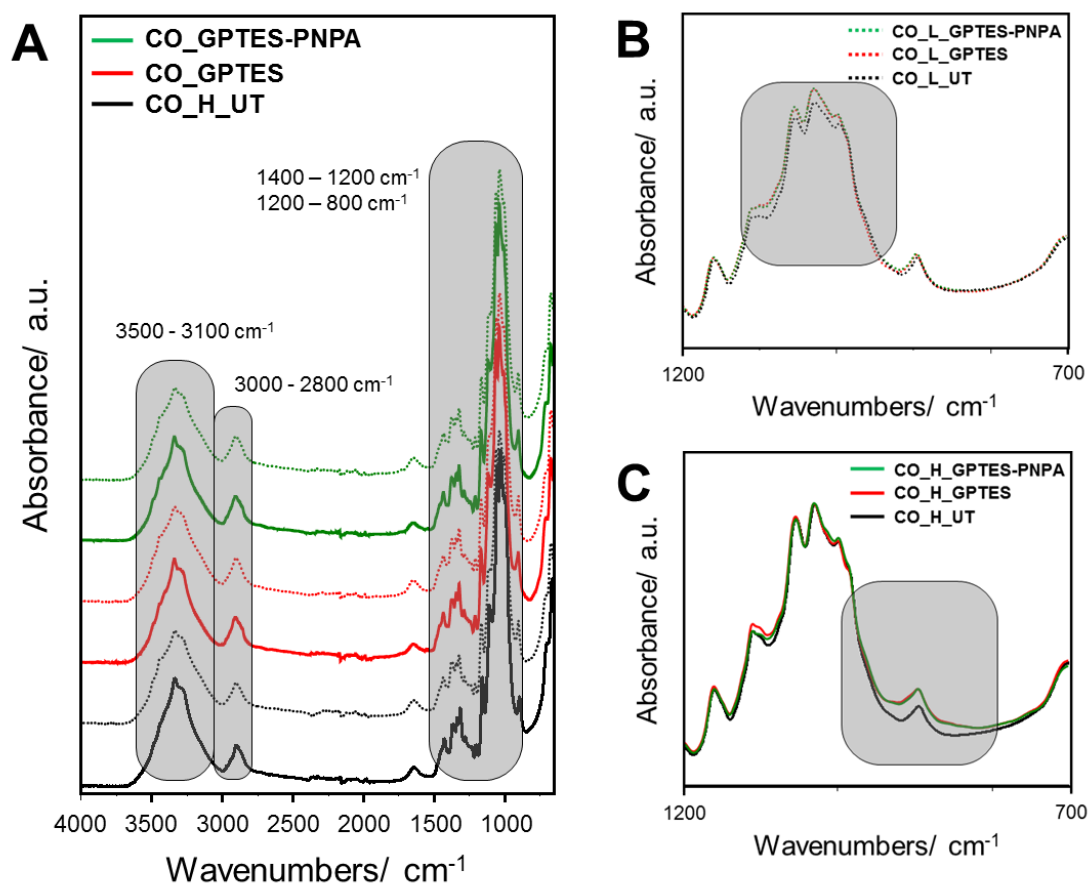 A
CO_GPTES-PNPA
CO_GPTES
CO_H_UT
1400 – 1200 cm⁻¹
1200 – 800 cm⁻¹
3500 - 3100 cm⁻¹
3000 - 2800 cm⁻¹
Absorbance/ a.u.
4000 3500 3000 2500 2000 1500 1000
Wavenumbers/ cm⁻¹
B
CO_L_GPTES-PNPA
CO_L_GPTES
CO_L_UT
Absorbance/ a.u.
1200 700
Wavenumbers/ cm⁻¹
C
CO_H_GPTES-PNPA
CO_H_GPTES
CO_H_UT
Absorbance/ a.u.
1200 700
Wavenumbers/ cm⁻¹